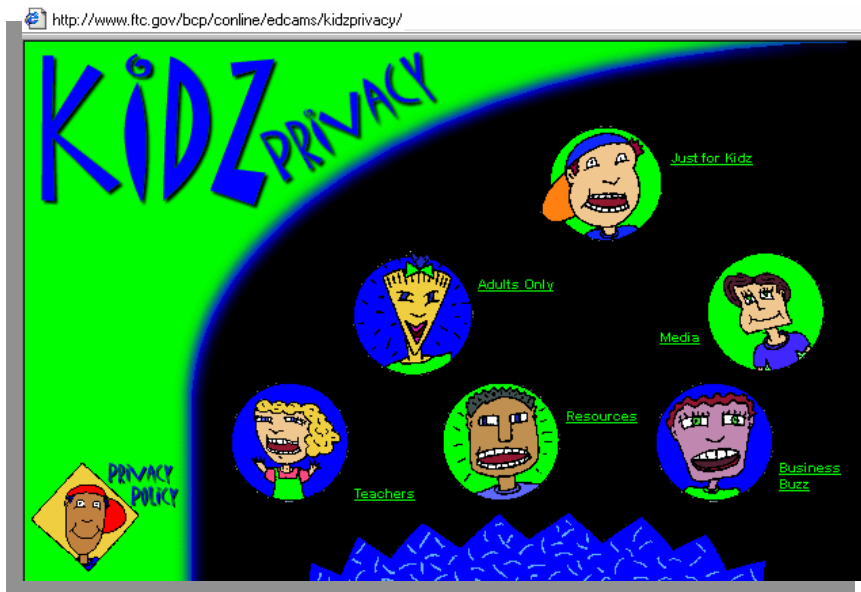 http://www.ftc.gov/bcp/conline/edcams/kidzprivacy/
KiDZ PRiVACY
Just for Kidz
Adults Only
Media
Resources
Business
Buzz
Teachers
PRiVACY
POLiCY